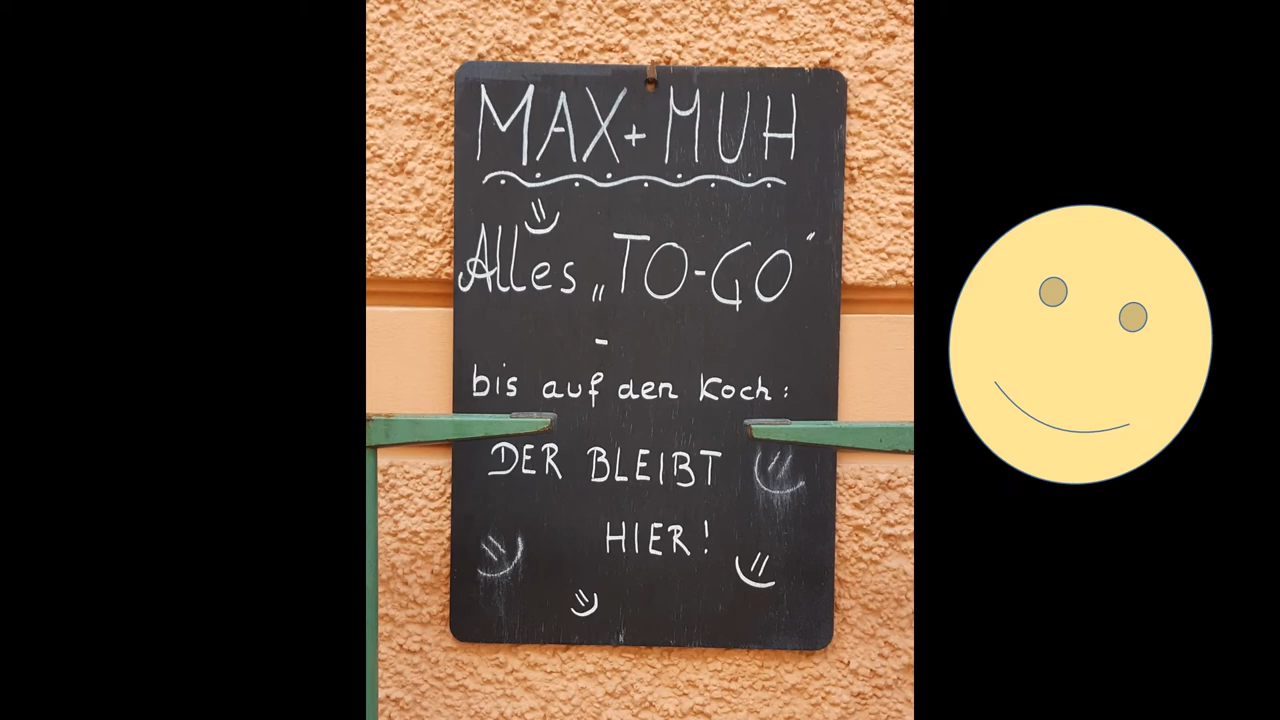 MAX + MUH
Alles „TO-GO“
-
bis auf den Koch:
DER BLEIBT
HIER!